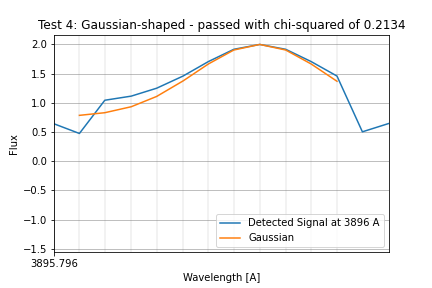 Test 4: Gaussian-shaped - passed with chi-squared of 0.2134
2.0
1.5
1.0
0.5
0.0
−0.5
−1.0
−1.5
Flux
Detected Signal at 3896 A
Gaussian
3895.796
Wavelength [A]